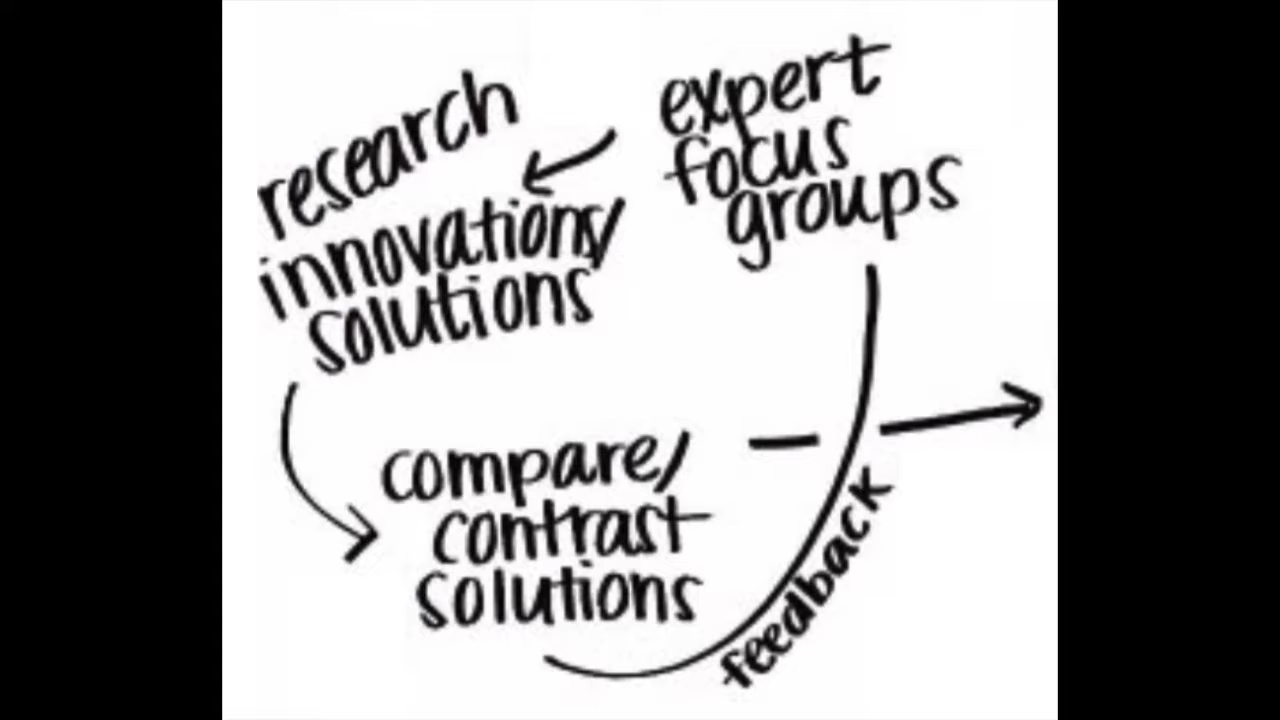 expert
focus
groups
research
innovations/
solutions
compare/
contrast
solutions
feedback